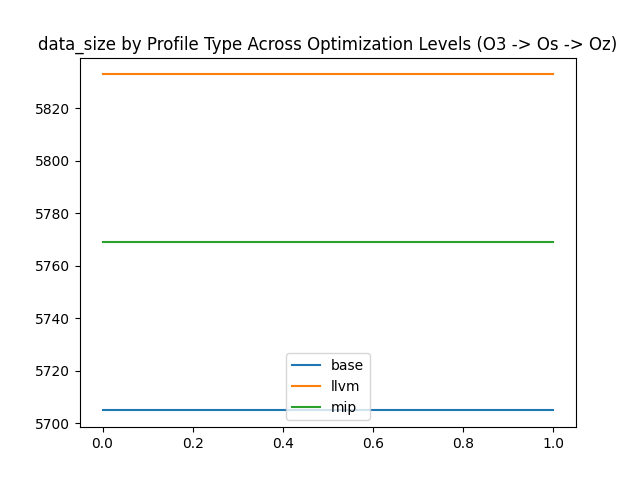 data_size by Profile Type Across Optimization Levels (O3 -> Os -> Oz)
5820
5800
5780
5760
5740
5720
5700
base
llvm
mip
0.0 0.2 0.4 0.6 0.8 1.0